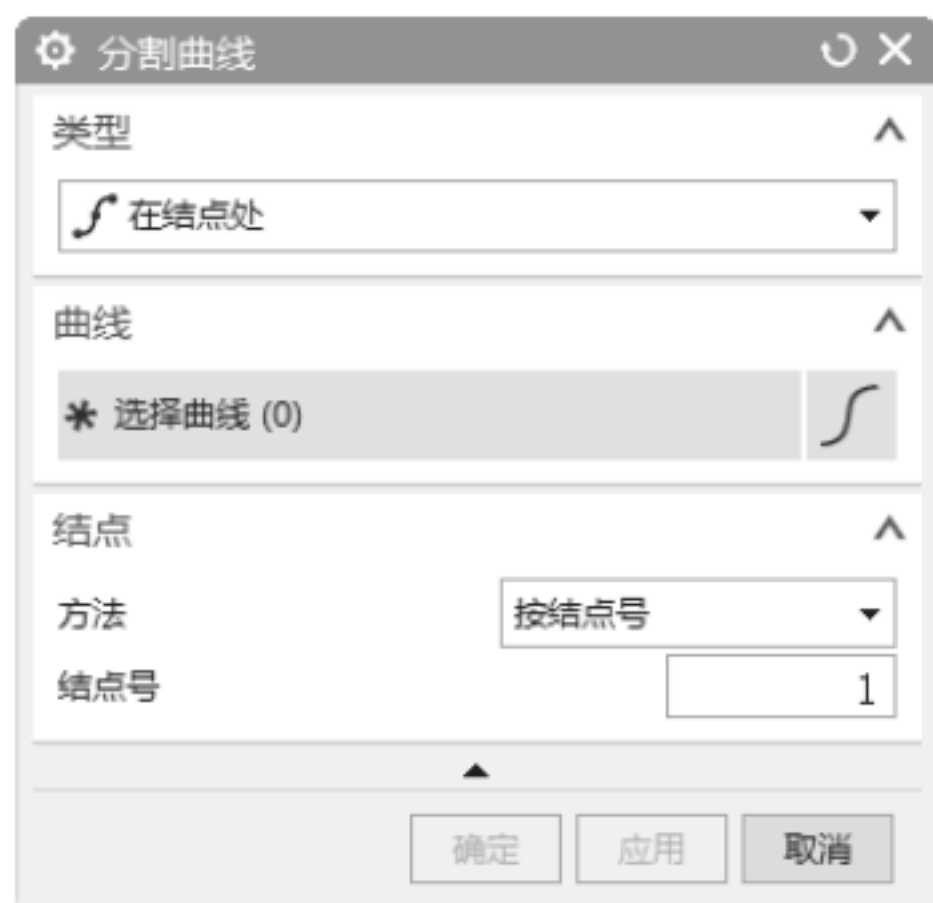 分割曲线
类型
在结点处
曲线
* 选择曲线 (0)
结点
方法 按结点号
结点号 1
确定 应用 取消